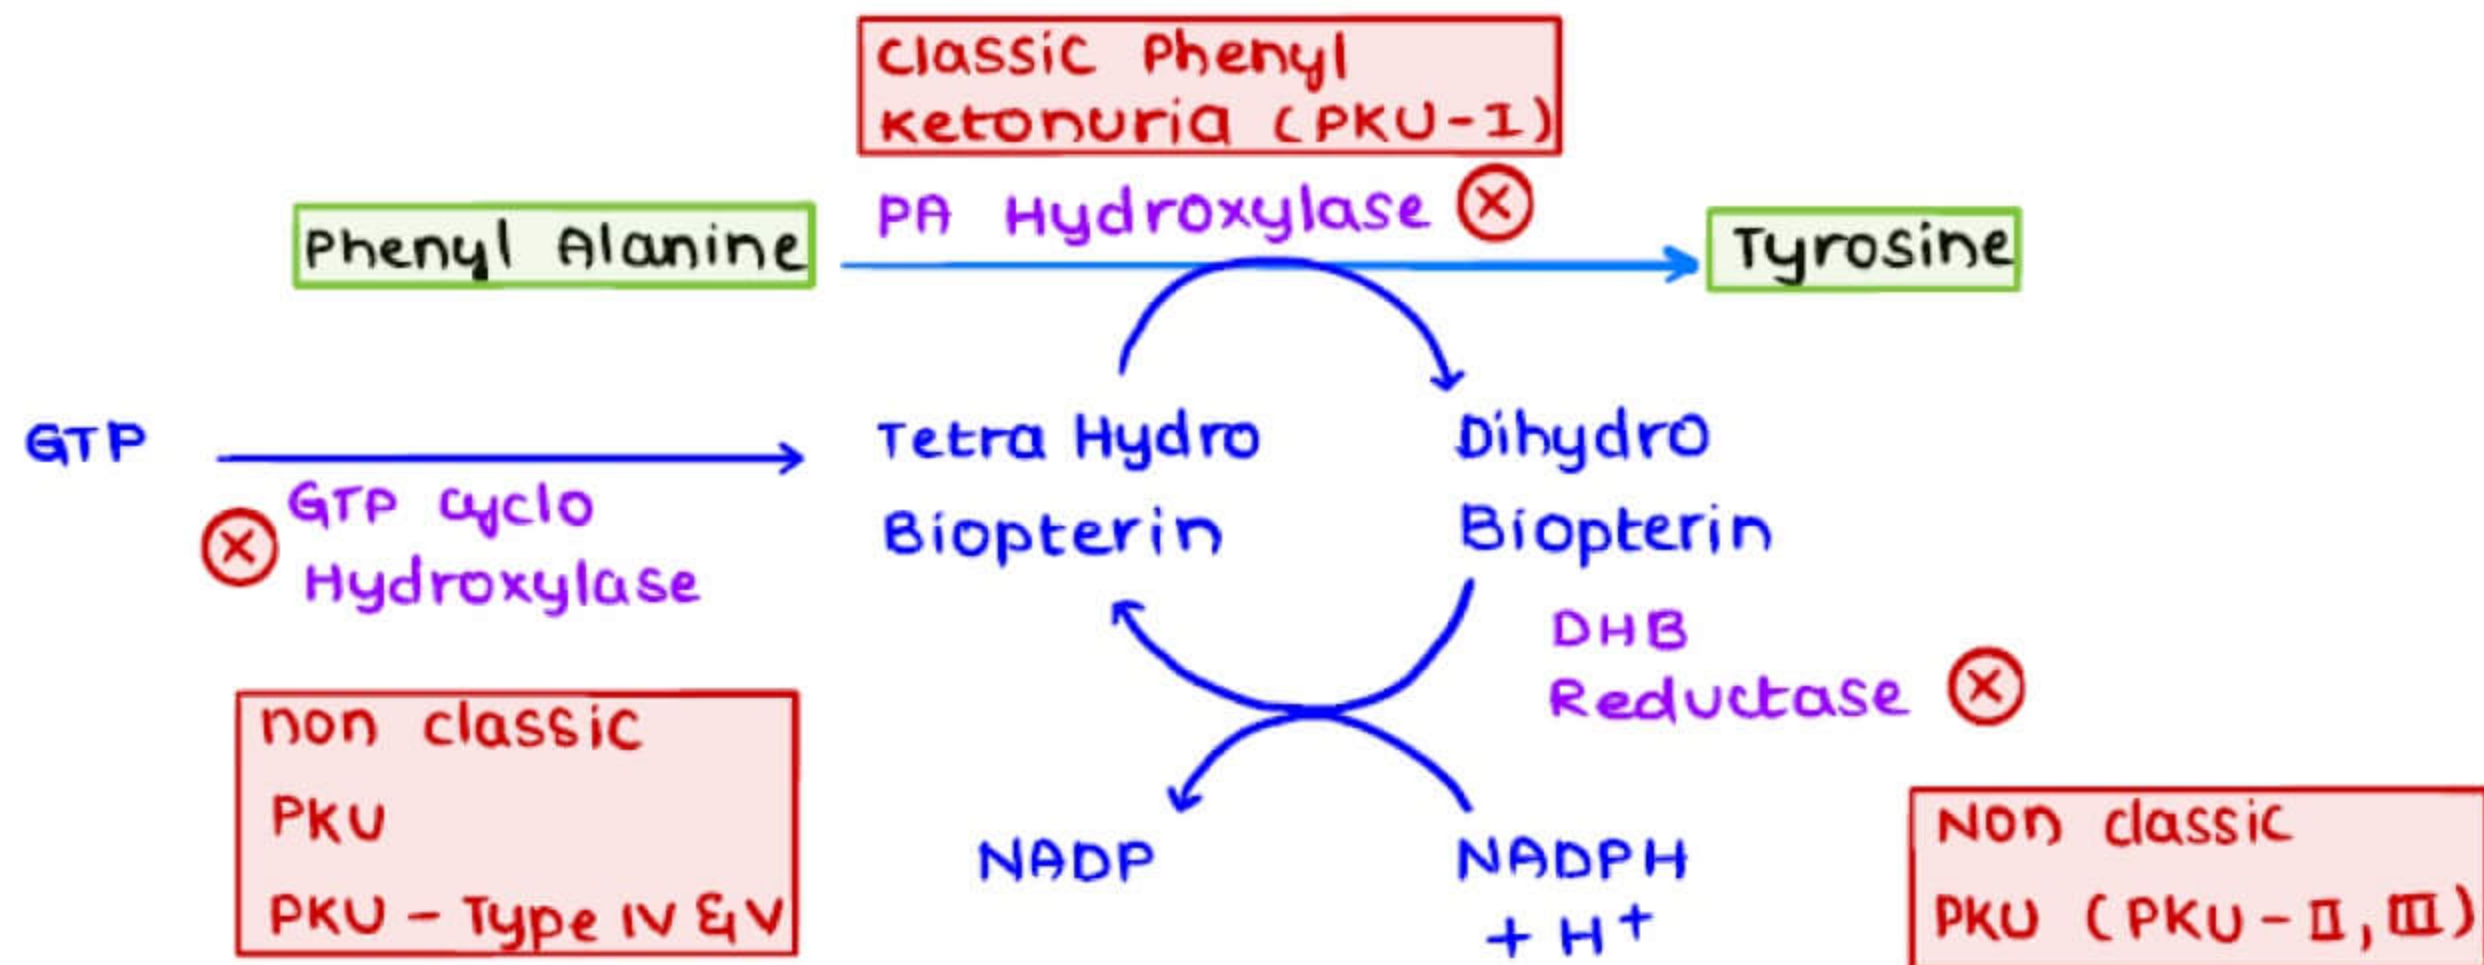 Classic Phenyl
Ketonuria (PKU-I)
PA Hydroxylase
Phenyl Alanine
Tyrosine
GTP
GTP cyclo
Hydroxylase
Tetra Hydro
Biopterin
Dihydro
Biopterin
DHB
Reductase
non classic
PKU
PKU - Type IV & V
NADP
NADPH
+ H+
Non classic
PKU (PKU-II, III)